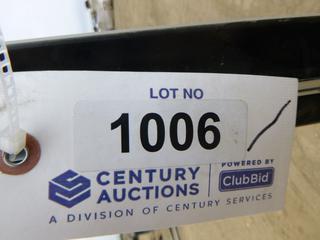 LOT NO
1006
CENTURY
AUCTIONS
POWERED BY
ClubBid
A DIVISION OF CENTURY SERVICES